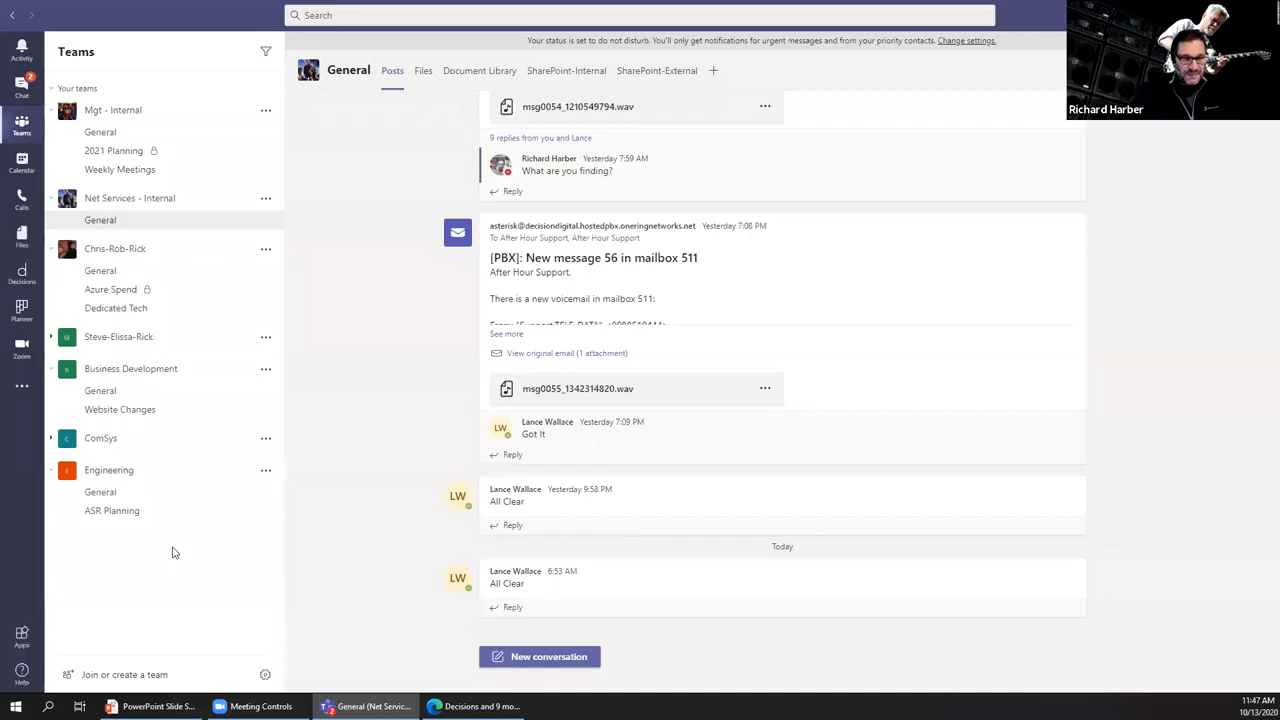 Search
Your status is set to do not disturb. You'll only get notifications for urgent messages and from your priority contacts. Change settings.
Richard Harber
Activity
Chat
2
Teams
Calendar
Calls
Files
Decisions
Planner
Zoom
Apps
Help
Teams
Your teams
Mgt - Internal
General
2021 Planning
Weekly Meetings
Net Services - Internal
General
Chris-Rob-Rick
General
Azure Spend
Dedicated Tech
SE
Steve-Elissa-Rick
B
Business Development
General
Website Changes
C
ComSys
E
Engineering
General
ASR Planning
Join or create a team
General
Posts
Files
Document Library
SharePoint-Internal
SharePoint-External
msg0054_1210549794.wav
9 replies from you and Lance
Richard Harber Yesterday 7:59 AM
What are you finding?
Reply
asterisk@decisiondigital.hostedpbx.oneringnetworks.net Yesterday 7:08 PM
To After Hour Support, After Hour Support
[PBX]: New message 56 in mailbox 511
After Hour Support,
There is a new voicemail in mailbox 511:
See more
View original email (1 attachment)
msg0055_1342314820.wav
LW
Lance Wallace Yesterday 7:09 PM
Got It
Reply
LW
Lance Wallace Yesterday 9:58 PM
All Clear
Reply
Today
LW
Lance Wallace 6:53 AM
All Clear
Reply
New conversation
PowerPoint Slide S...
Meeting Controls
2
General (Net Servic...
Decisions and 9 mo...
11:47 AM
10/13/2020